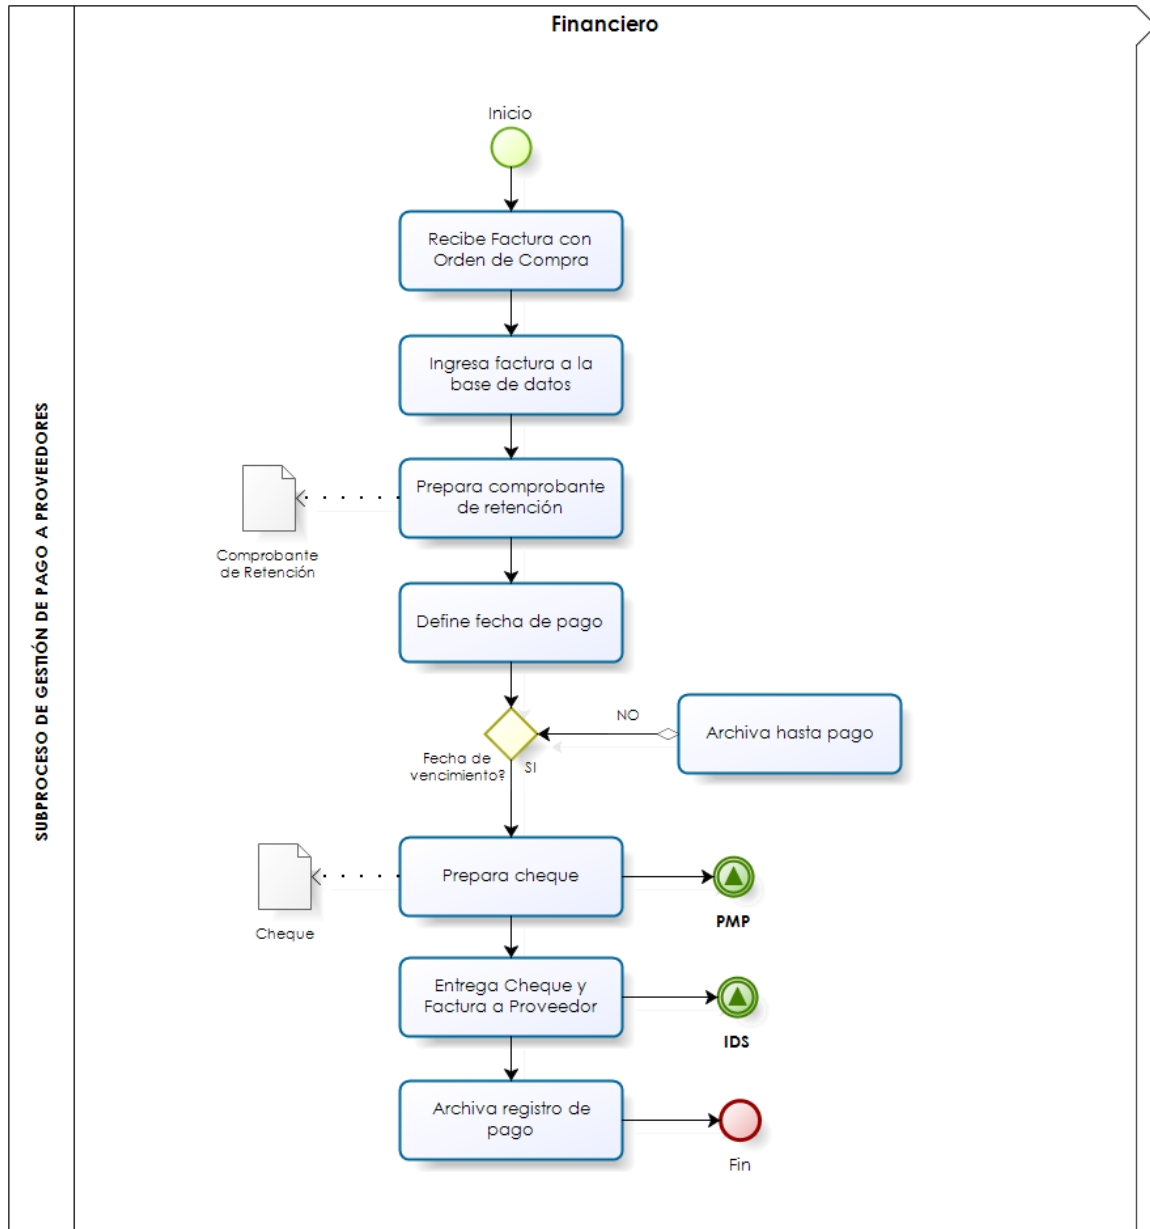 Financiero
SUBPROCESO DE GESTIÓN DE PAGO A PROVEEDORES
Inicio
Recibe Factura con
Orden de Compra
Ingresa factura a la
base de datos
Prepara comprobante
de retención
Comprobante
de Retención
Define fecha de pago
NO
Archiva hasta pago
Fecha de
vencimiento?
SI
Prepara cheque
Cheque
PMP
Entrega Cheque y
Factura a Proveedor
IDS
Archiva registro de
pago
Fin